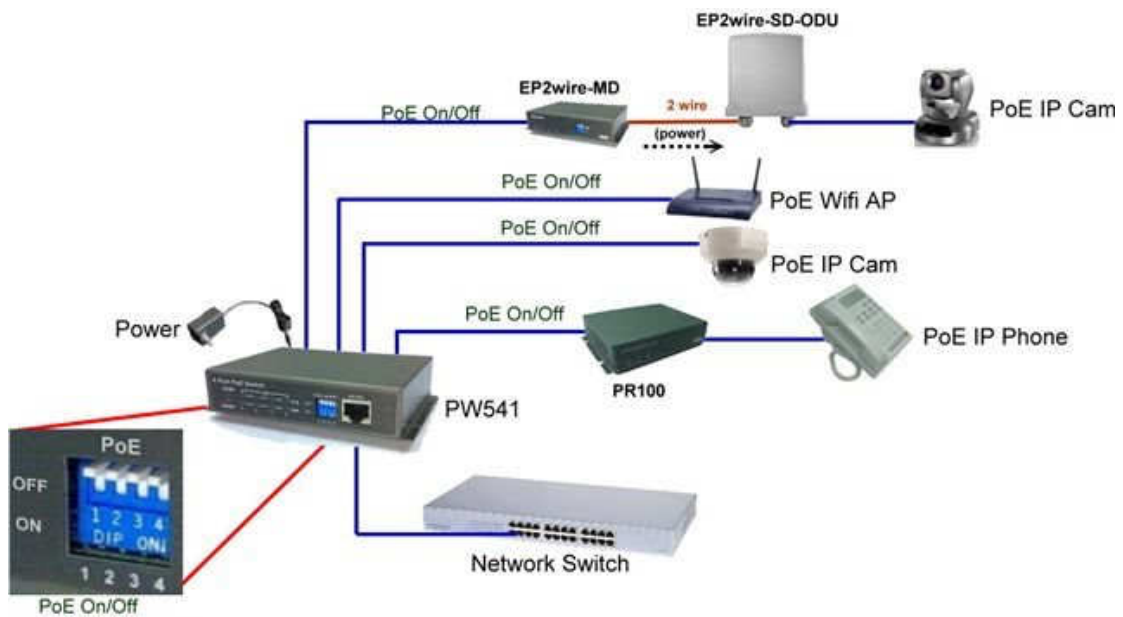 EP2wire-SD-ODU
EP2wire-MD
PoE On/Off
2 wire
(power)
PoE IP Cam
PoE On/Off
PoE Wifi AP
PoE On/Off
PoE IP Cam
Power
PoE On/Off
PoE IP Phone
PR100
PW541
PoE
OFF
ON
1 2 3 4
DIP ON
1 2 3 4
PoE On/Off
Network Switch